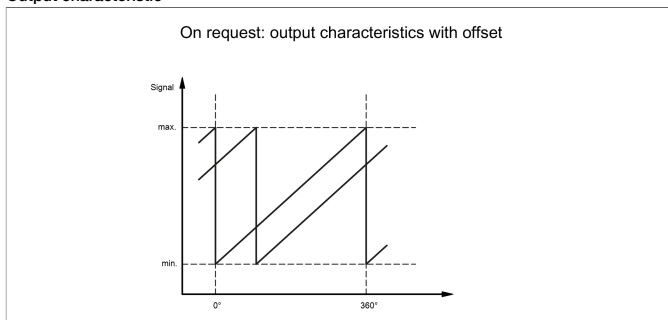 Output characteristic
On request: output characteristics with offset
Signal
max.
min.
0°
360°